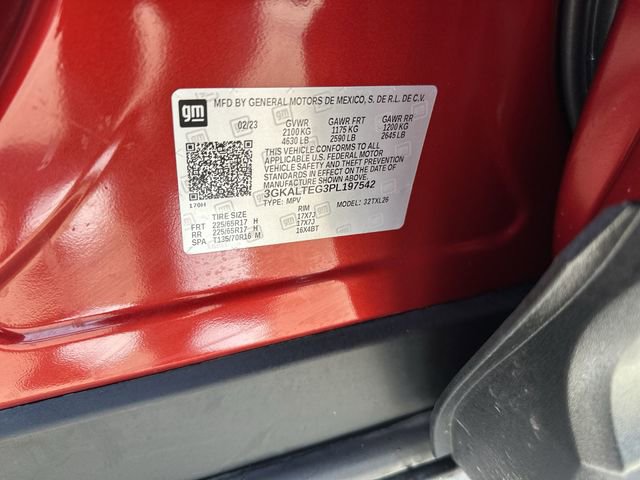 gm
MFD BY GENERAL MOTORS DE MEXICO, S. DE R.L. DE C.V.
02/23 GVWR GAWR FRT GAWR RR
2100 KG 1175 KG 1200 KG
4630 LB 2590 LB 2645 LB
THIS VEHICLE CONFORMS TO ALL
APPLICABLE U.S. FEDERAL MOTOR
VEHICLE SAFETY AND THEFT PREVENTION
STANDARDS IN EFFECT ON THE DATE OF
MANUFACTURE SHOWN ABOVE.
3GKALTEG3PL197542
170H TYPE: MPV MODEL: 32TXL26
TIRE SIZE RIM
FRT 225/65R17 H 17X7J
RR 225/65R17 H 17X7J
SPA T135/70R16 M 16X4BT